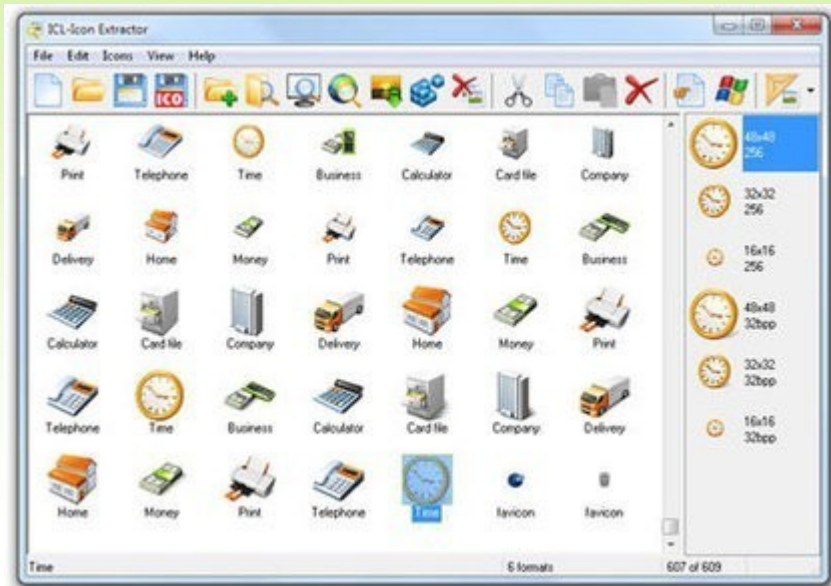 ICL-Icon Extractor
File Edit Icons View Help
ICO
Print Telephone Time Business Calculator Card file Company
Delivery Home Money Print Telephone Time Business
Calculator Card file Company Delivery Home Money Print
Telephone Time Business Calculator Card file Company Delivery
Home Money Print Telephone Time favicon favicon
48x48
256
32x32
256
16x16
256
48x48
32bpp
32x32
32bpp
16x16
32bpp
Time 6 formats 607 of 609